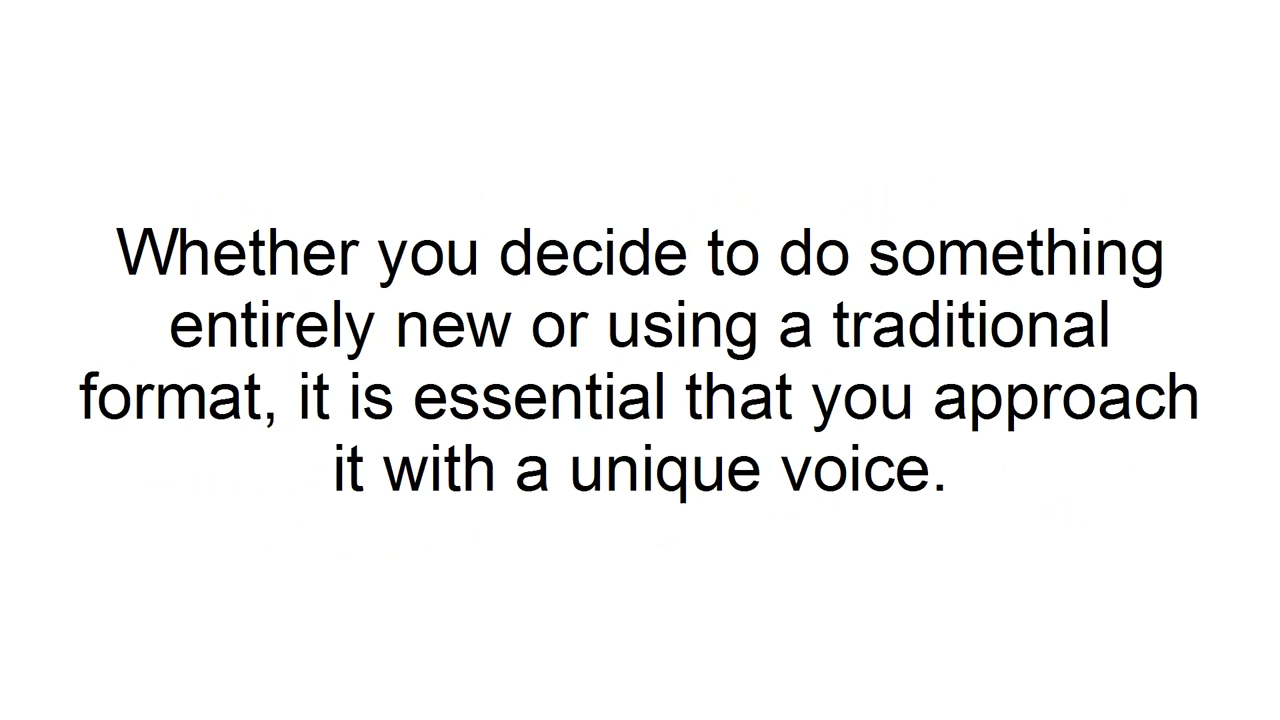 Whether you decide to do something
entirely new or using a traditional
format, it is essential that you approach
it with a unique voice.